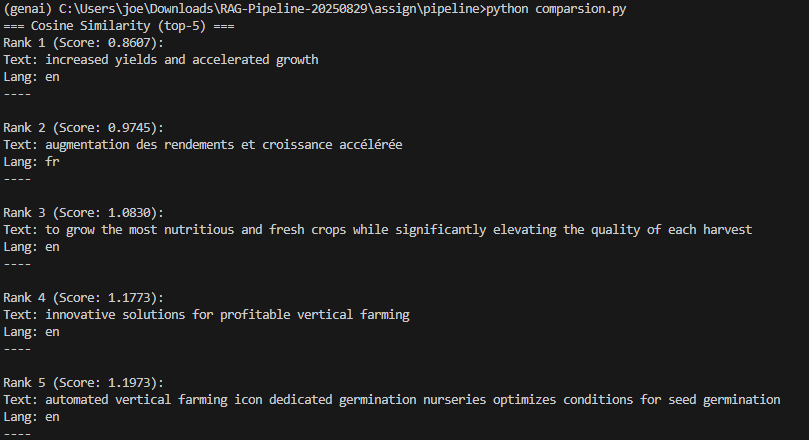 (genai) C:\Users\joe\Downloads\RAG-Pipeline-20250829\assign\pipeline>python comparsion.py
=== Cosine Similarity (top-5) ===
Rank 1 (Score: 0.8607):
Text: increased yields and accelerated growth
Lang: en
----
Rank 2 (Score: 0.9745):
Text: augmentation des rendements et croissance accélérée
Lang: fr
----
Rank 3 (Score: 1.0830):
Text: to grow the most nutritious and fresh crops while significantly elevating the quality of each harvest
Lang: en
----
Rank 4 (Score: 1.1773):
Text: innovative solutions for profitable vertical farming
Lang: en
----
Rank 5 (Score: 1.1973):
Text: automated vertical farming icon dedicated germination nurseries optimizes conditions for seed germination
Lang: en
----